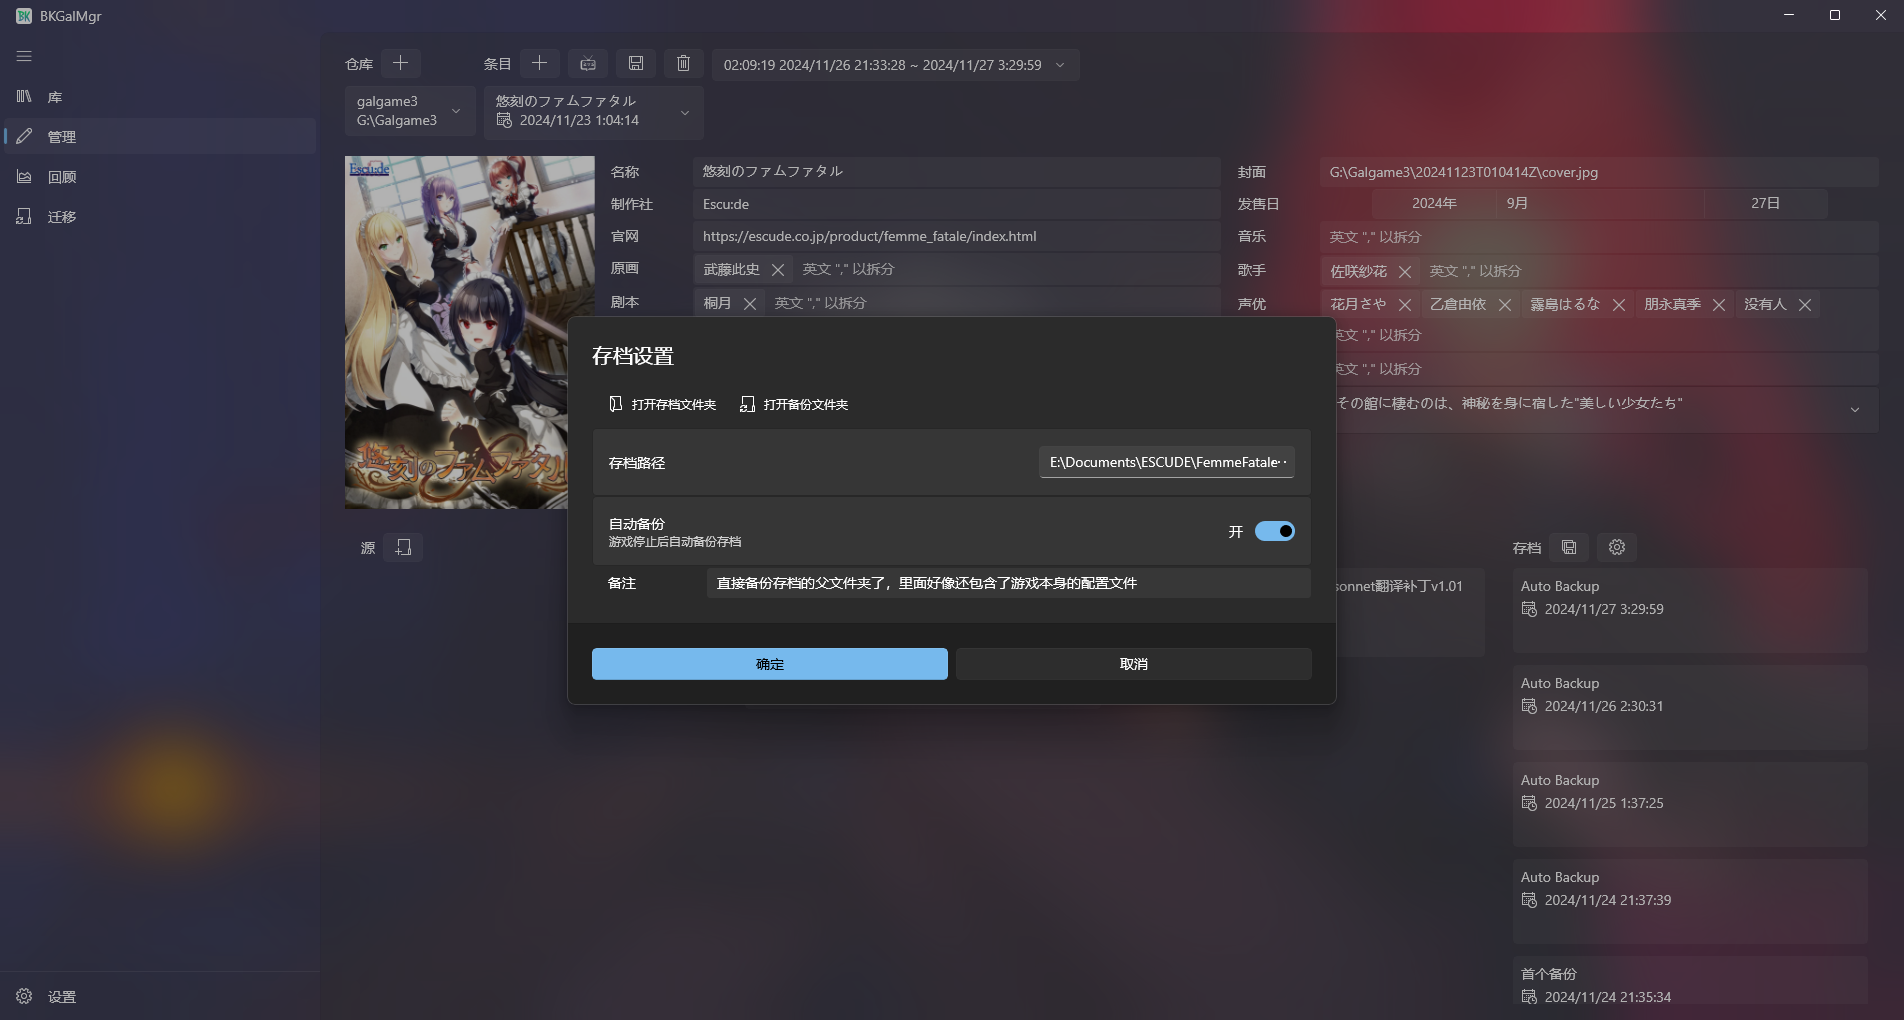 BKGalMgr
库
管理
回顾
迁移
设置
仓库
条目
02:09:19 2024/11/26 21:33:28 ~ 2024/11/27 3:29:59
galgame3
G:\Galgame3
悠刻のファムファタル
2024/11/23 1:04:14
Escu:de
悠刻のファムファタル
名称
悠刻のファムファタル
制作社
Escu:de
官网
https://escude.co.jp/product/femme_fatale/index.html
原画
武藤此史
英文 "," 以拆分
剧本
桐月
英文 "," 以拆分
封面
G:\Galgame3\20241123T010414Z\cover.jpg
发售日
2024年
9月
27日
音乐
英文 "," 以拆分
歌手
佐咲紗花
英文 "," 以拆分
声优
花月さや
乙倉由依
霧島はるな
朋永真季
没有人
英文 "," 以拆分
英文 "," 以拆分
その館に棲むのは、神秘を身に宿した"美しい少女たち"
存档设置
打开存档文件夹
打开备份文件夹
存档路径
E:\Documents\ESCUDE\FemmeFatale··
自动备份
游戏停止后自动备份存档
开
备注
直接备份存档的父文件夹了，里面好像还包含了游戏本身的配置文件
确定
取消
源
sonnet翻译补丁v1.01
存档
Auto Backup
2024/11/27 3:29:59
Auto Backup
2024/11/26 2:30:31
Auto Backup
2024/11/25 1:37:25
Auto Backup
2024/11/24 21:37:39
首个备份
2024/11/24 21:35:34